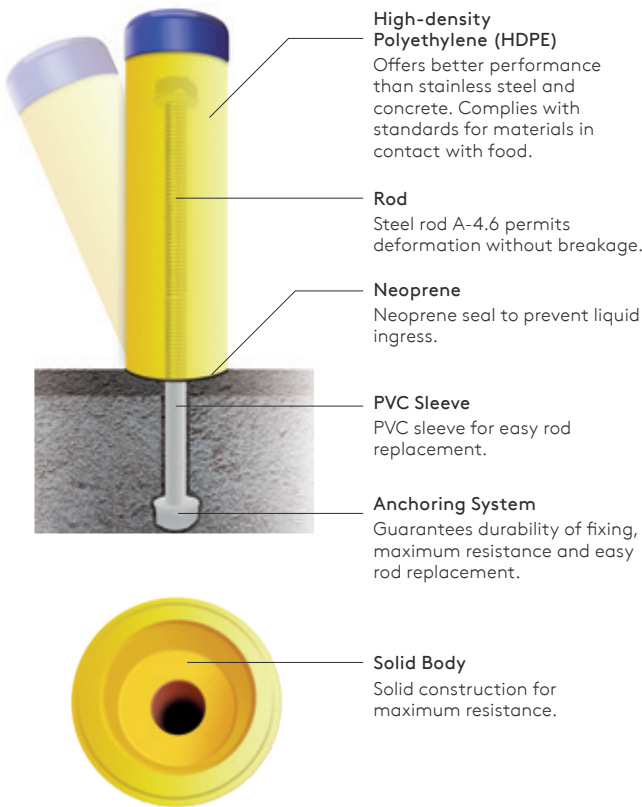 High-density
Polyethylene (HDPE)
Offers better performance
than stainless steel and
concrete. Complies with
standards for materials in
contact with food.
Rod
Steel rod A-4.6 permits
deformation without breakage.
Neoprene
Neoprene seal to prevent liquid
ingress.
PVC Sleeve
PVC sleeve for easy rod
replacement.
Anchoring System
Guarantees durability of fixing,
maximum resistance and easy
rod replacement.
Solid Body
Solid construction for
maximum resistance.